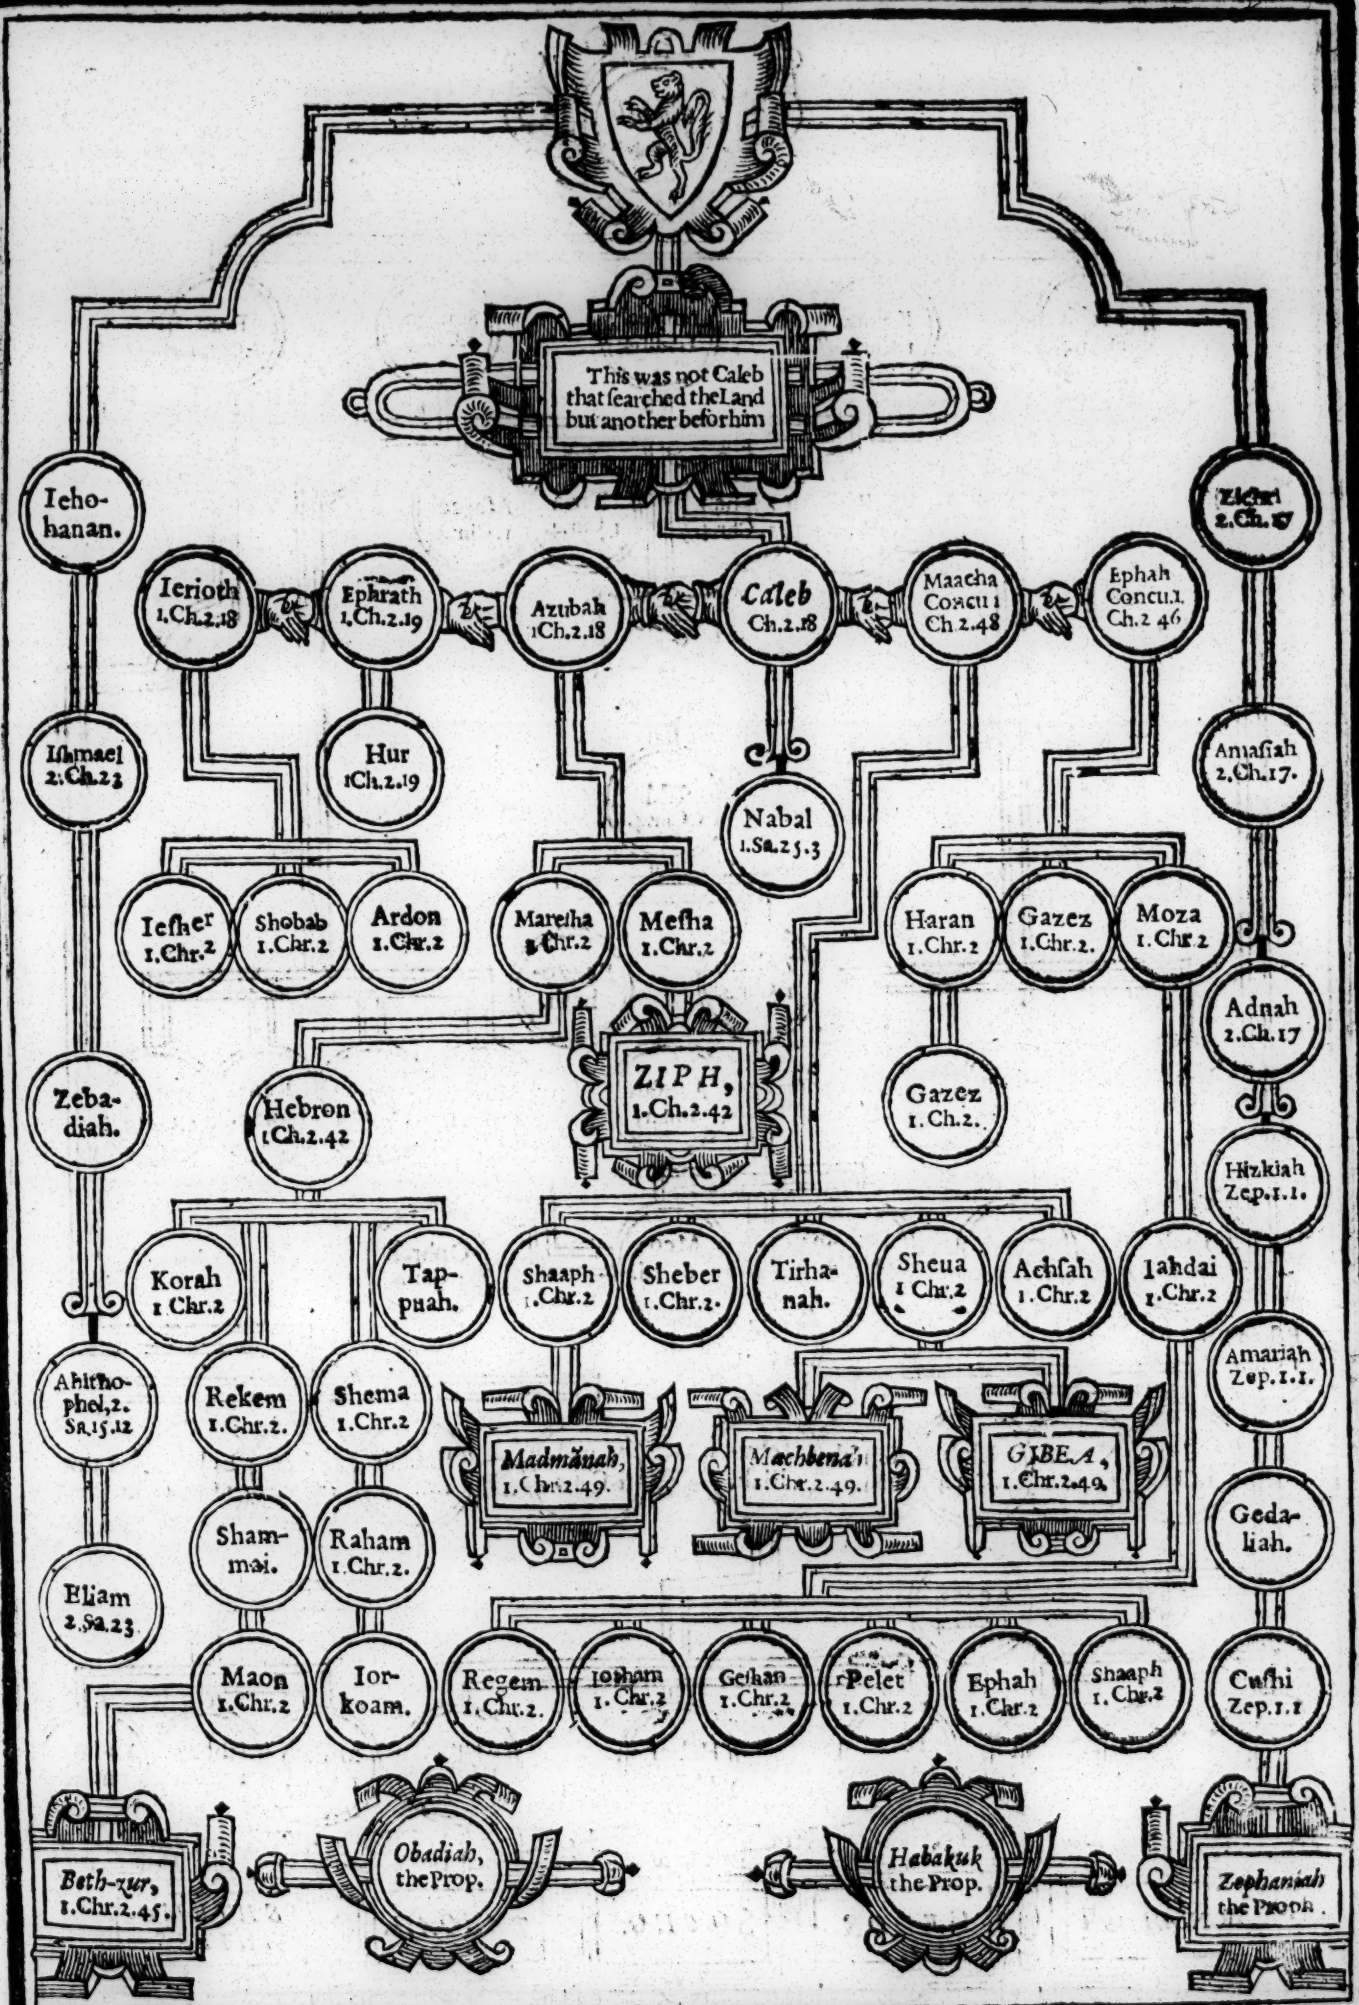 This was not Caleb
that ſearched the Land
but another befor him
Ieho-
hanan.
Zichri
2.Ch.17
Ierioth
1.Ch.2.18
Ephrath
1.Ch.2.19
Azubah
1Ch.2.18
Caleb
Ch.2.18
Maacha
Concu 1
Ch 2.48
Ephah
Concu.1.
Ch.2 46
Iſhmael
2.Ch.23
Hur
1Ch.2.19
Nabal
1.Sa.25.3
Amaſiah
2.Ch.17.
Ieſher
1.Chr.2
Shobab
1.Chr.2
Ardon
1.Chr.2
Mareſha
1 Chr.2
Meſha
1.Chr.2
Haran
1.Chr.2
Gazez
1.Chr.2.
Moza
1.Chr.2
Adnah
2.Ch.17
Zeba-
diah.
Hebron
1Ch.2.42
ZIPH,
1.Ch.2.42
Gazez
1.Ch.2.
Hizkiah
Zep.1.1.
Korah
1 Chr.2
Tap-
puah.
Shaaph
1.Chr.2
Sheber
1.Chr.2.
Tirha-
nah.
Sheua
1 Chr.2
Achſah
1.Chr.2
Iahdai
1.Chr.2
Ahitho-
phel,2.
Sa.15.12
Rekem
1.Chr.2.
Shema
1.Chr.2
Madmãnah,
1.Chr.2.49.
Machbena
1.Chr.2.49.
GIBEA,
1.Chr.2.49.
Amariah
Zep.1.1.
Sham-
mai.
Raham
1.Chr.2.
Geda-
liah.
Eliam
2.Sa.23
Maon
1.Chr.2
Ior-
koam.
Regem
1.Chr.2.
Iotham
1.Chr.2
Geſhan
1.Chr.2
Pelet
1.Chr.2
Ephah
1.Chr.2
Shaaph
1.Chr.2
Cuſhi
Zep.1.1
Beth-zur,
1.Chr.2.45.
Obadiah,
the Prop.
Habakuk
the Prop.
Zephaniah
the Proph.